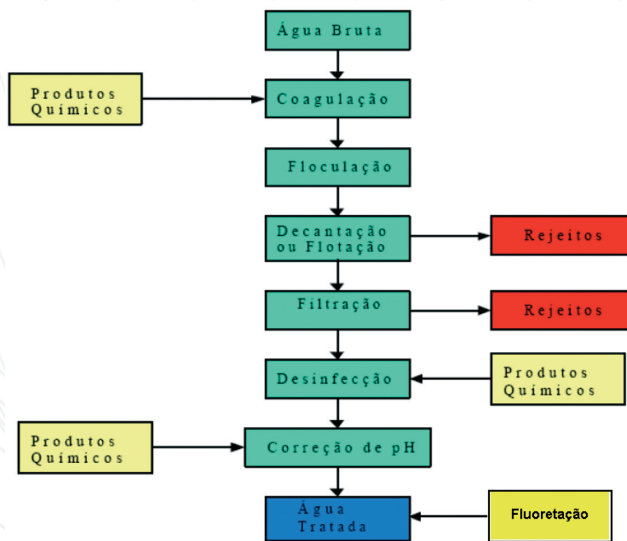 Água Bruta
Produtos
Químicos
Coagulação
Floculação
Decantação
ou Flotação
Rejeitos
Filtração
Rejeitos
Desinfecção
Produtos
Químicos
Produtos
Químicos
Correção de pH
Água
Tratada
Fluoretação